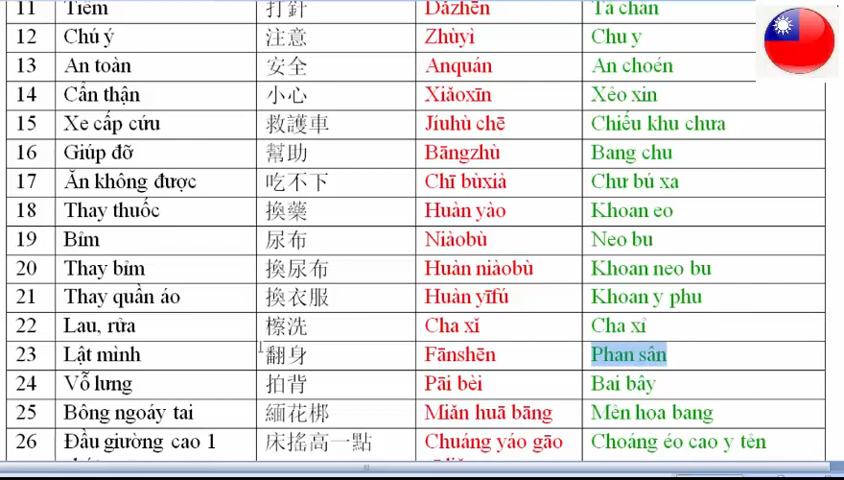 11 Tiêm 打針 Dǎzhēn Tả chân
12 Chú ý 注意 Zhùyì Chu y
13 An toàn 安全 Anquán An choén
14 Cẩn thận 小心 Xiǎoxīn Xẻo xin
15 Xe cấp cứu 救護車 Jíuhù chē Chiếu khu chưa
16 Giúp đỡ 幫助 Bāngzhù Bang chu
17 Ăn không được 吃不下 Chī bùxià Chư bú xa
18 Thay thuốc 換藥 Huàn yào Khoan eo
19 Bỉm 尿布 Niàobù Neo bu
20 Thay bỉm 換尿布 Huàn niàobù Khoan neo bu
21 Thay quần áo 換衣服 Huàn yīfú Khoan y phu
22 Lau, rửa 檫洗 Cha xǐ Cha xỉ
23 Lật mình 翻身 Fānshēn Phan sân
24 Vỗ lưng 拍背 Pāi bèi Bai bây
25 Bông ngoáy tai 緬花梆 Miǎn huā bāng Mẻn hoa bang
26 Đầu giường cao 1 床搖高一點 Chuáng yáo gāo Choáng éo cao y tẻn